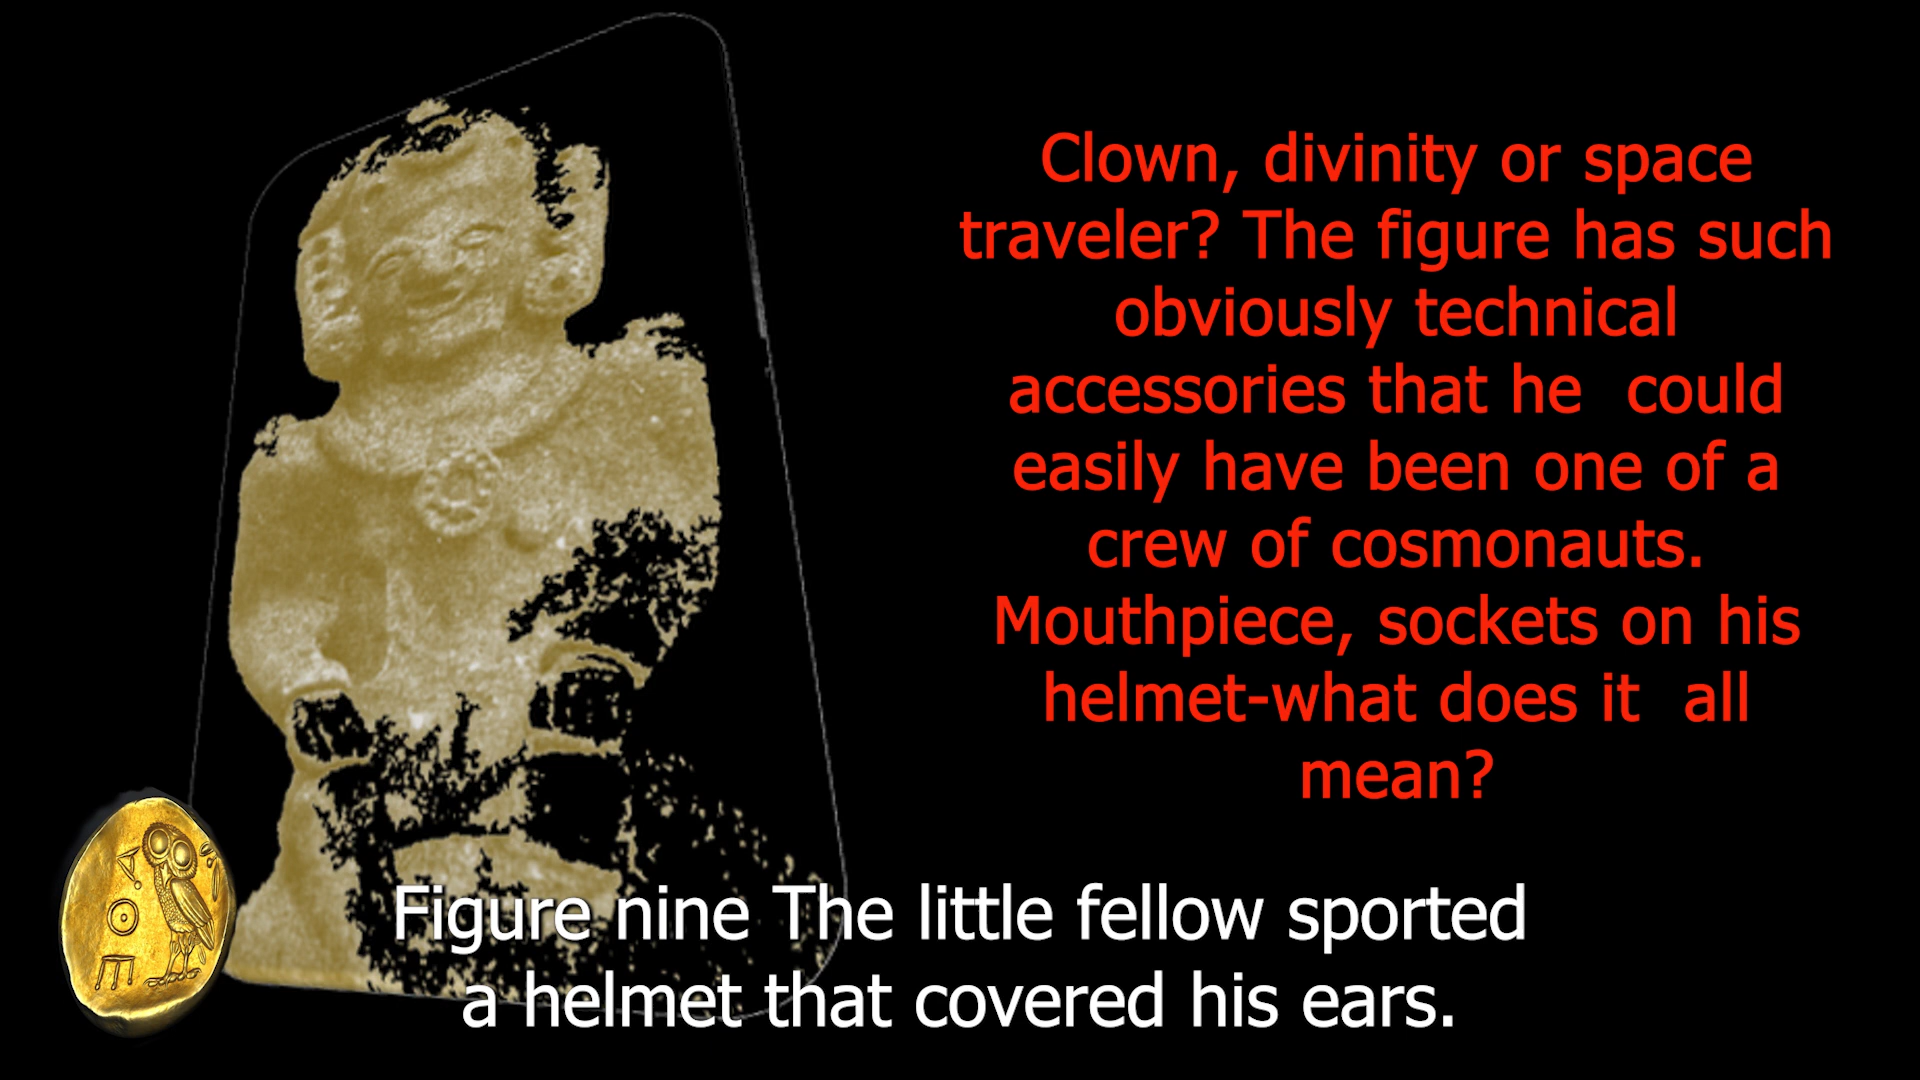 Clown, divinity or space
traveler? The figure has such
obviously technical
accessories that he could
easily have been one of a
crew of cosmonauts.
Mouthpiece, sockets on his
helmet-what does it all
mean?
Figure nine The little fellow sported
a helmet that covered his ears.